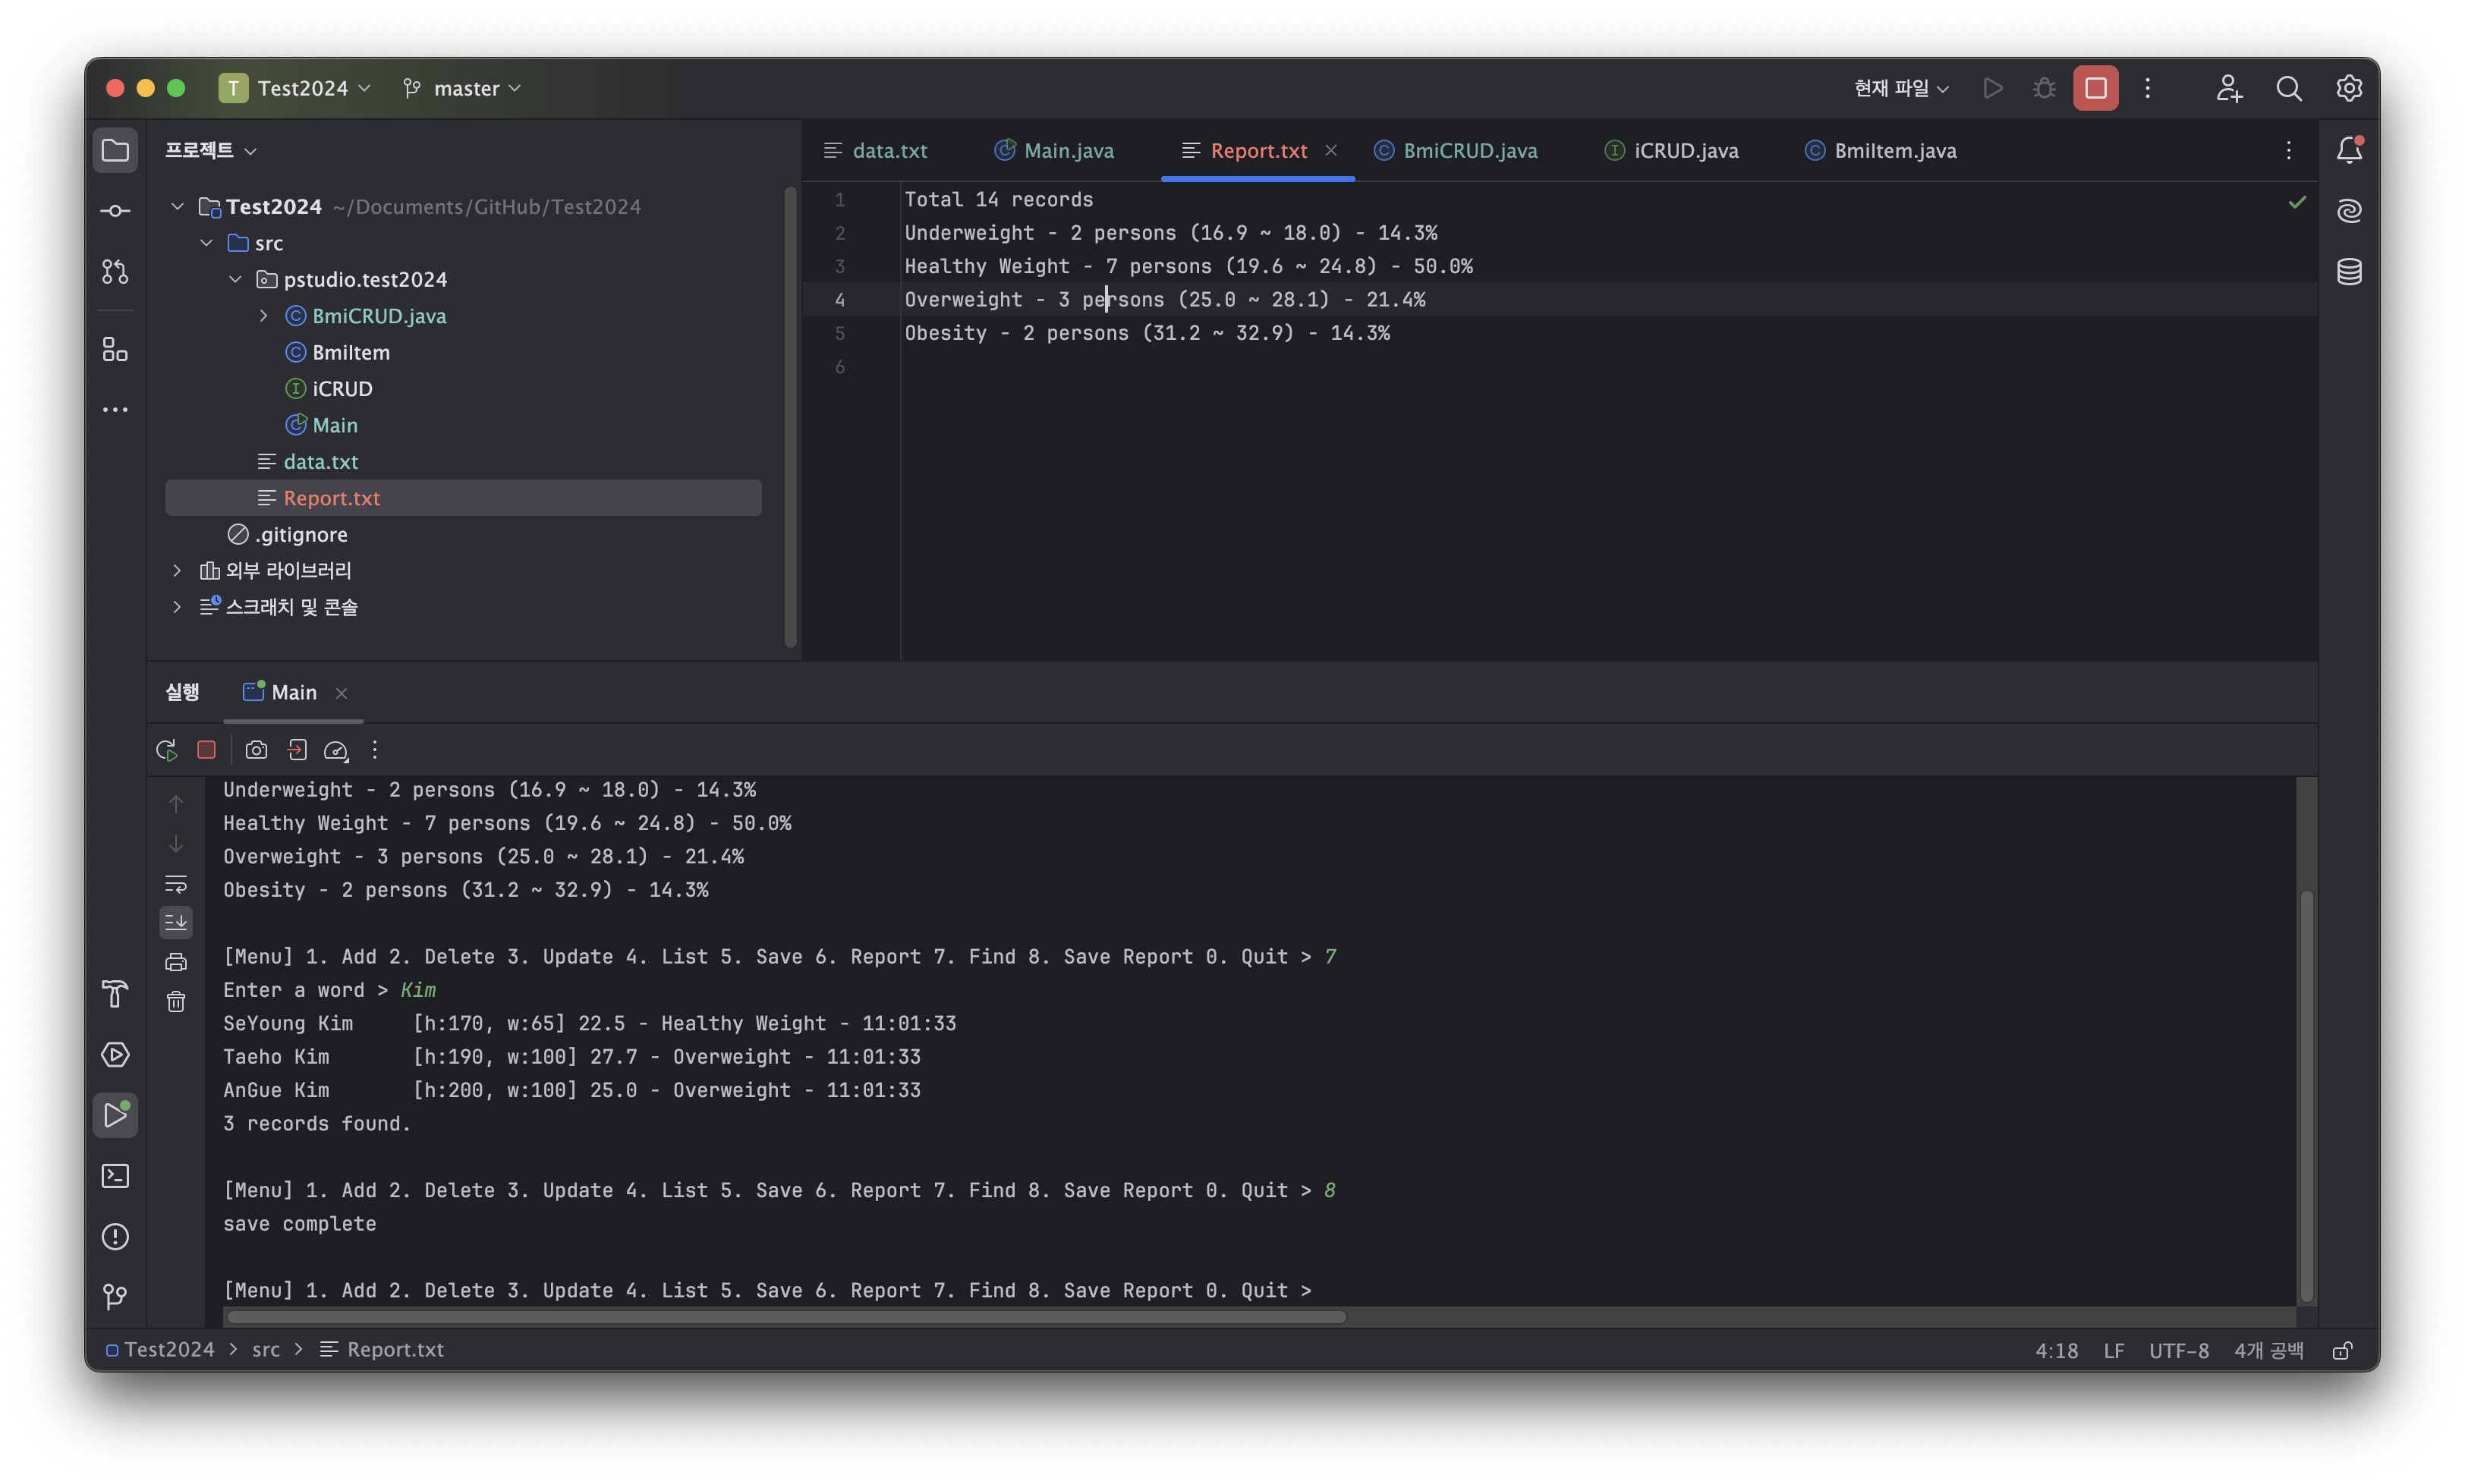 T Test2024 master 현재 파일
프로젝트
data.txt Main.java Report.txt BmiCRUD.java iCRUD.java BmiItem.java
Test2024 ~/Documents/GitHub/Test2024
src
pstudio.test2024
BmiCRUD.java
BmiItem
iCRUD
Main
data.txt
Report.txt
.gitignore
외부 라이브러리
스크래치 및 콘솔
1 Total 14 records
2 Underweight - 2 persons (16.9 ~ 18.0) - 14.3%
3 Healthy Weight - 7 persons (19.6 ~ 24.8) - 50.0%
4 Overweight - 3 persons (25.0 ~ 28.1) - 21.4%
5 Obesity - 2 persons (31.2 ~ 32.9) - 14.3%
6
실행 Main
Underweight - 2 persons (16.9 ~ 18.0) - 14.3%
Healthy Weight - 7 persons (19.6 ~ 24.8) - 50.0%
Overweight - 3 persons (25.0 ~ 28.1) - 21.4%
Obesity - 2 persons (31.2 ~ 32.9) - 14.3%
[Menu] 1. Add 2. Delete 3. Update 4. List 5. Save 6. Report 7. Find 8. Save Report 0. Quit > 7
Enter a word > Kim
SeYoung Kim [h:170, w:65] 22.5 - Healthy Weight - 11:01:33
Taeho Kim [h:190, w:100] 27.7 - Overweight - 11:01:33
AnGue Kim [h:200, w:100] 25.0 - Overweight - 11:01:33
3 records found.
[Menu] 1. Add 2. Delete 3. Update 4. List 5. Save 6. Report 7. Find 8. Save Report 0. Quit > 8
save complete
[Menu] 1. Add 2. Delete 3. Update 4. List 5. Save 6. Report 7. Find 8. Save Report 0. Quit >
Test2024 > src > Report.txt 4:18 LF UTF-8 4개 공백